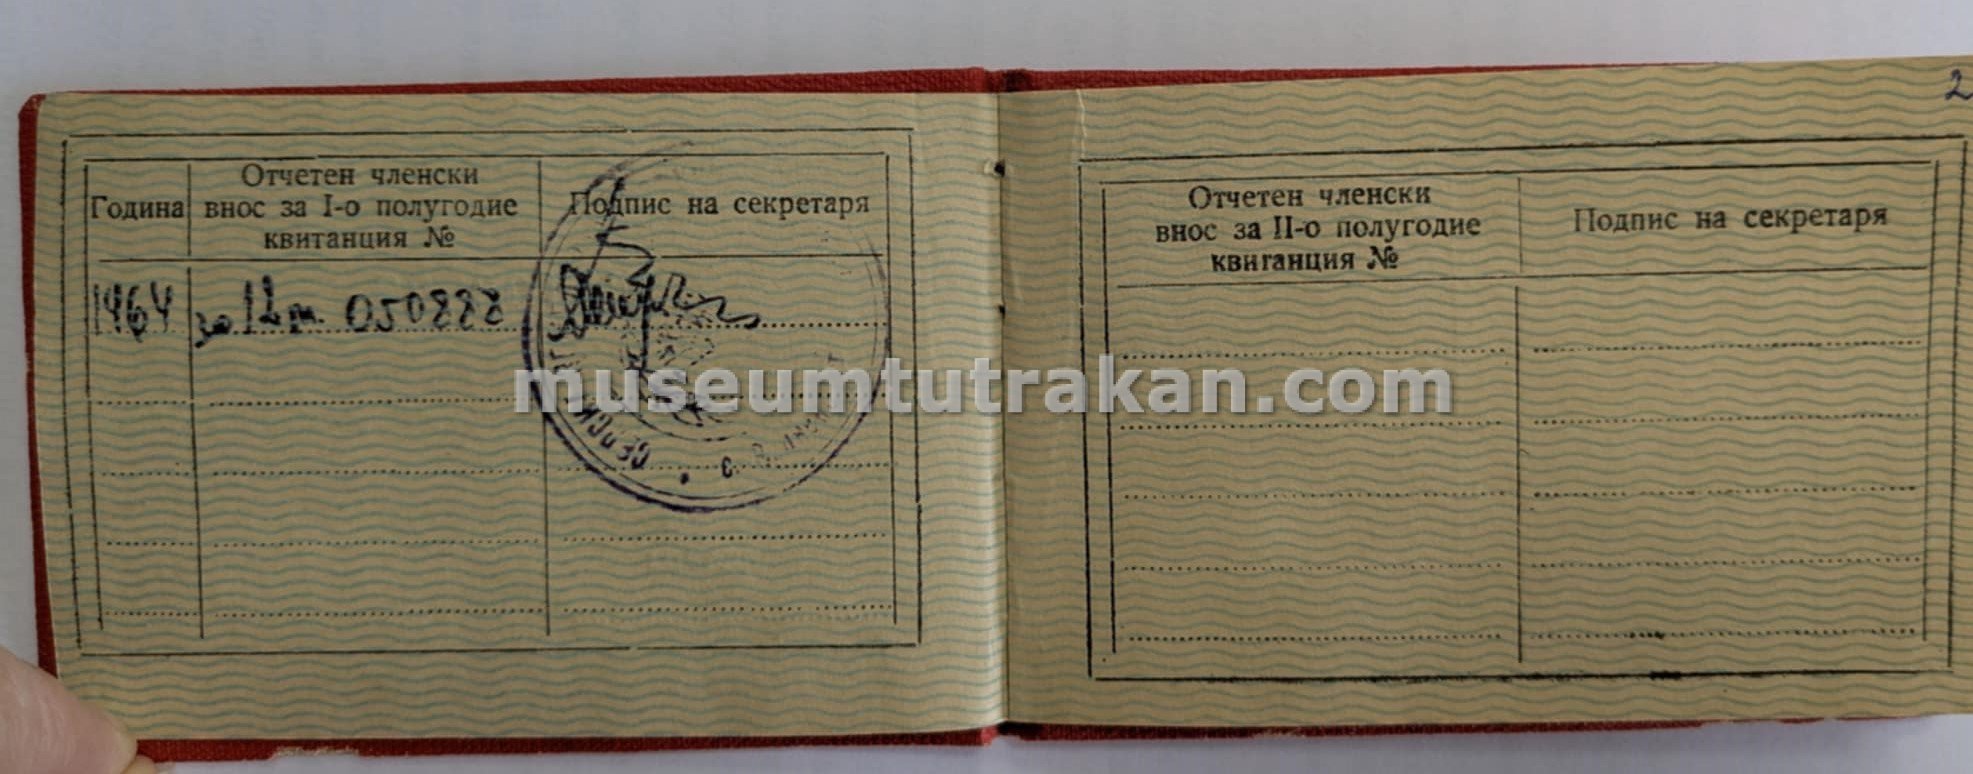 2
Година
Отчетен членски
внос за I-о полугодие
квитанция №
Подпис на секретаря
1964
за 12 м. 050888
museumtutrakan.com
Отчетен членски
внос за II-о полугодие
квитанция №
Подпис на секретаря